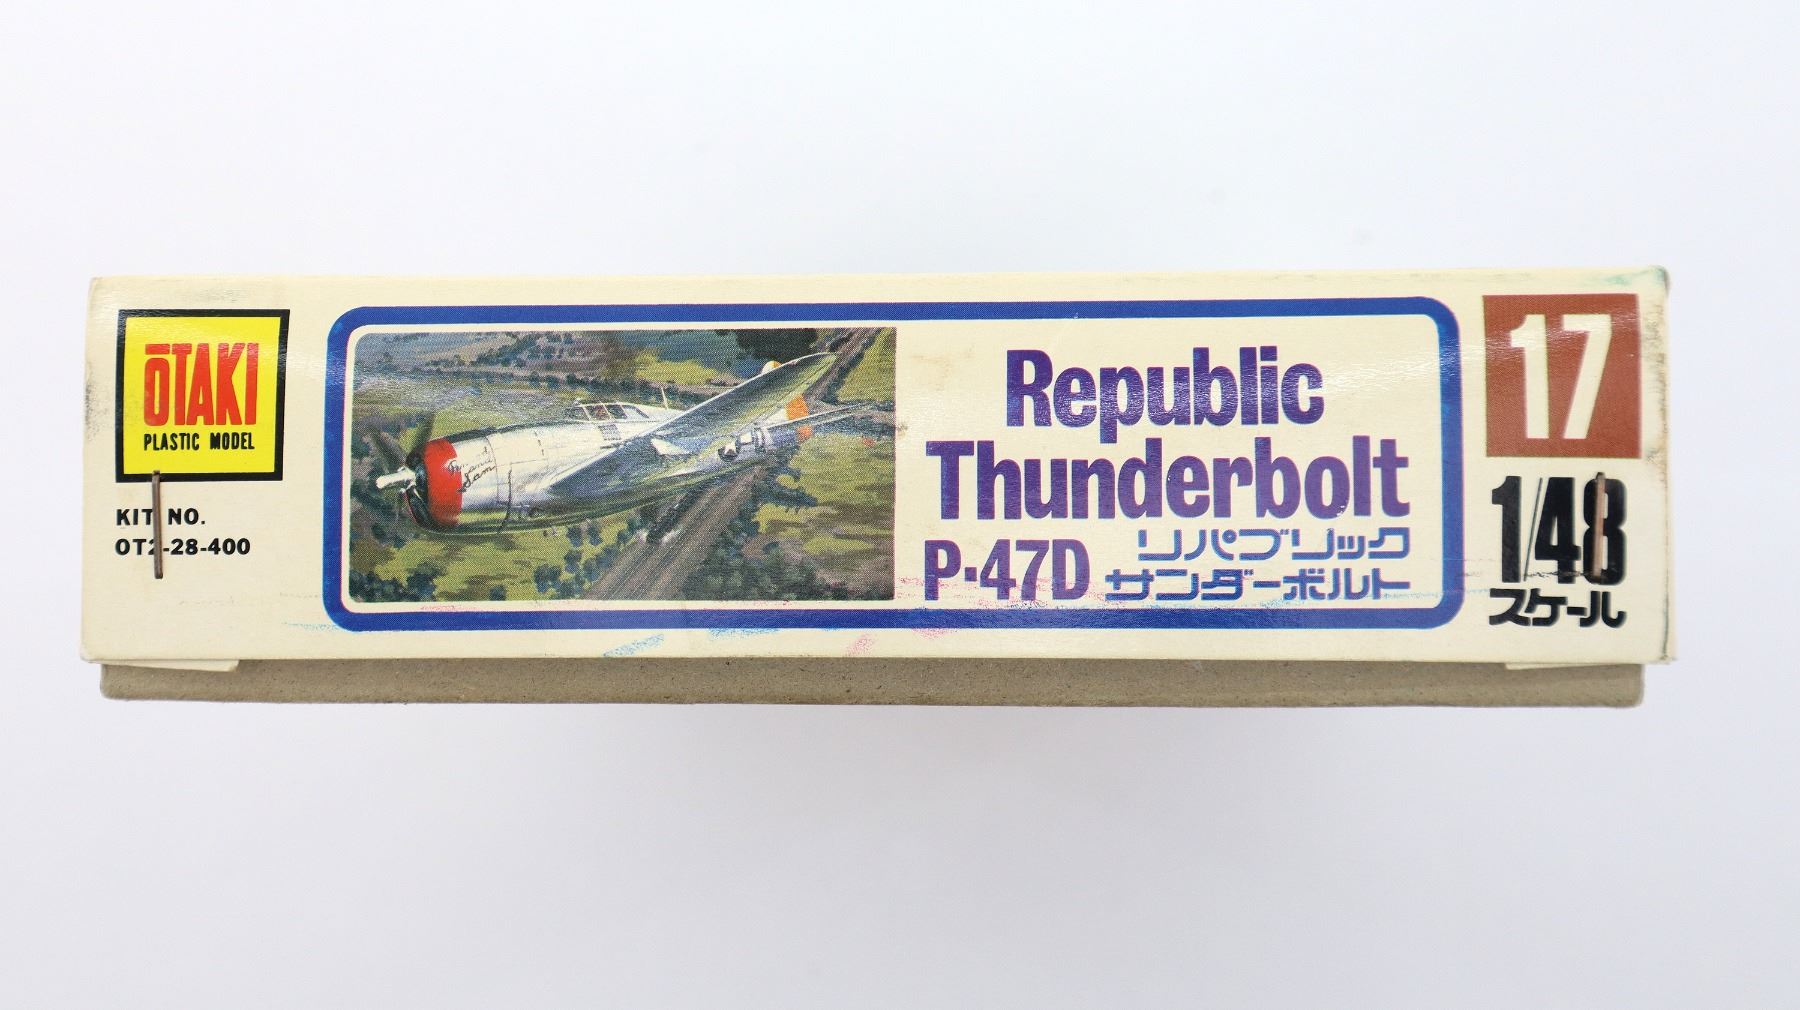 ŌTAKI
PLASTIC MODEL
KIT NO.
OT2-28-400
Republic
Thunderbolt
P-47D
リパブリック
サンダーボルト
17
1/48
スケール